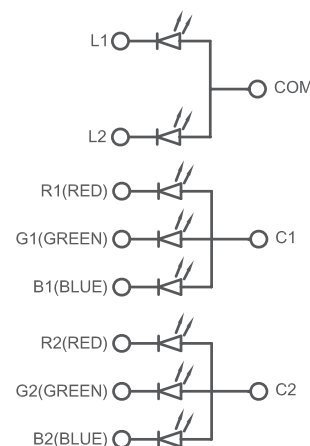 L1
COM
L2
R1(RED)
G1(GREEN) C1
B1(BLUE)
R2(RED)
G2(GREEN) C2
B2(BLUE)